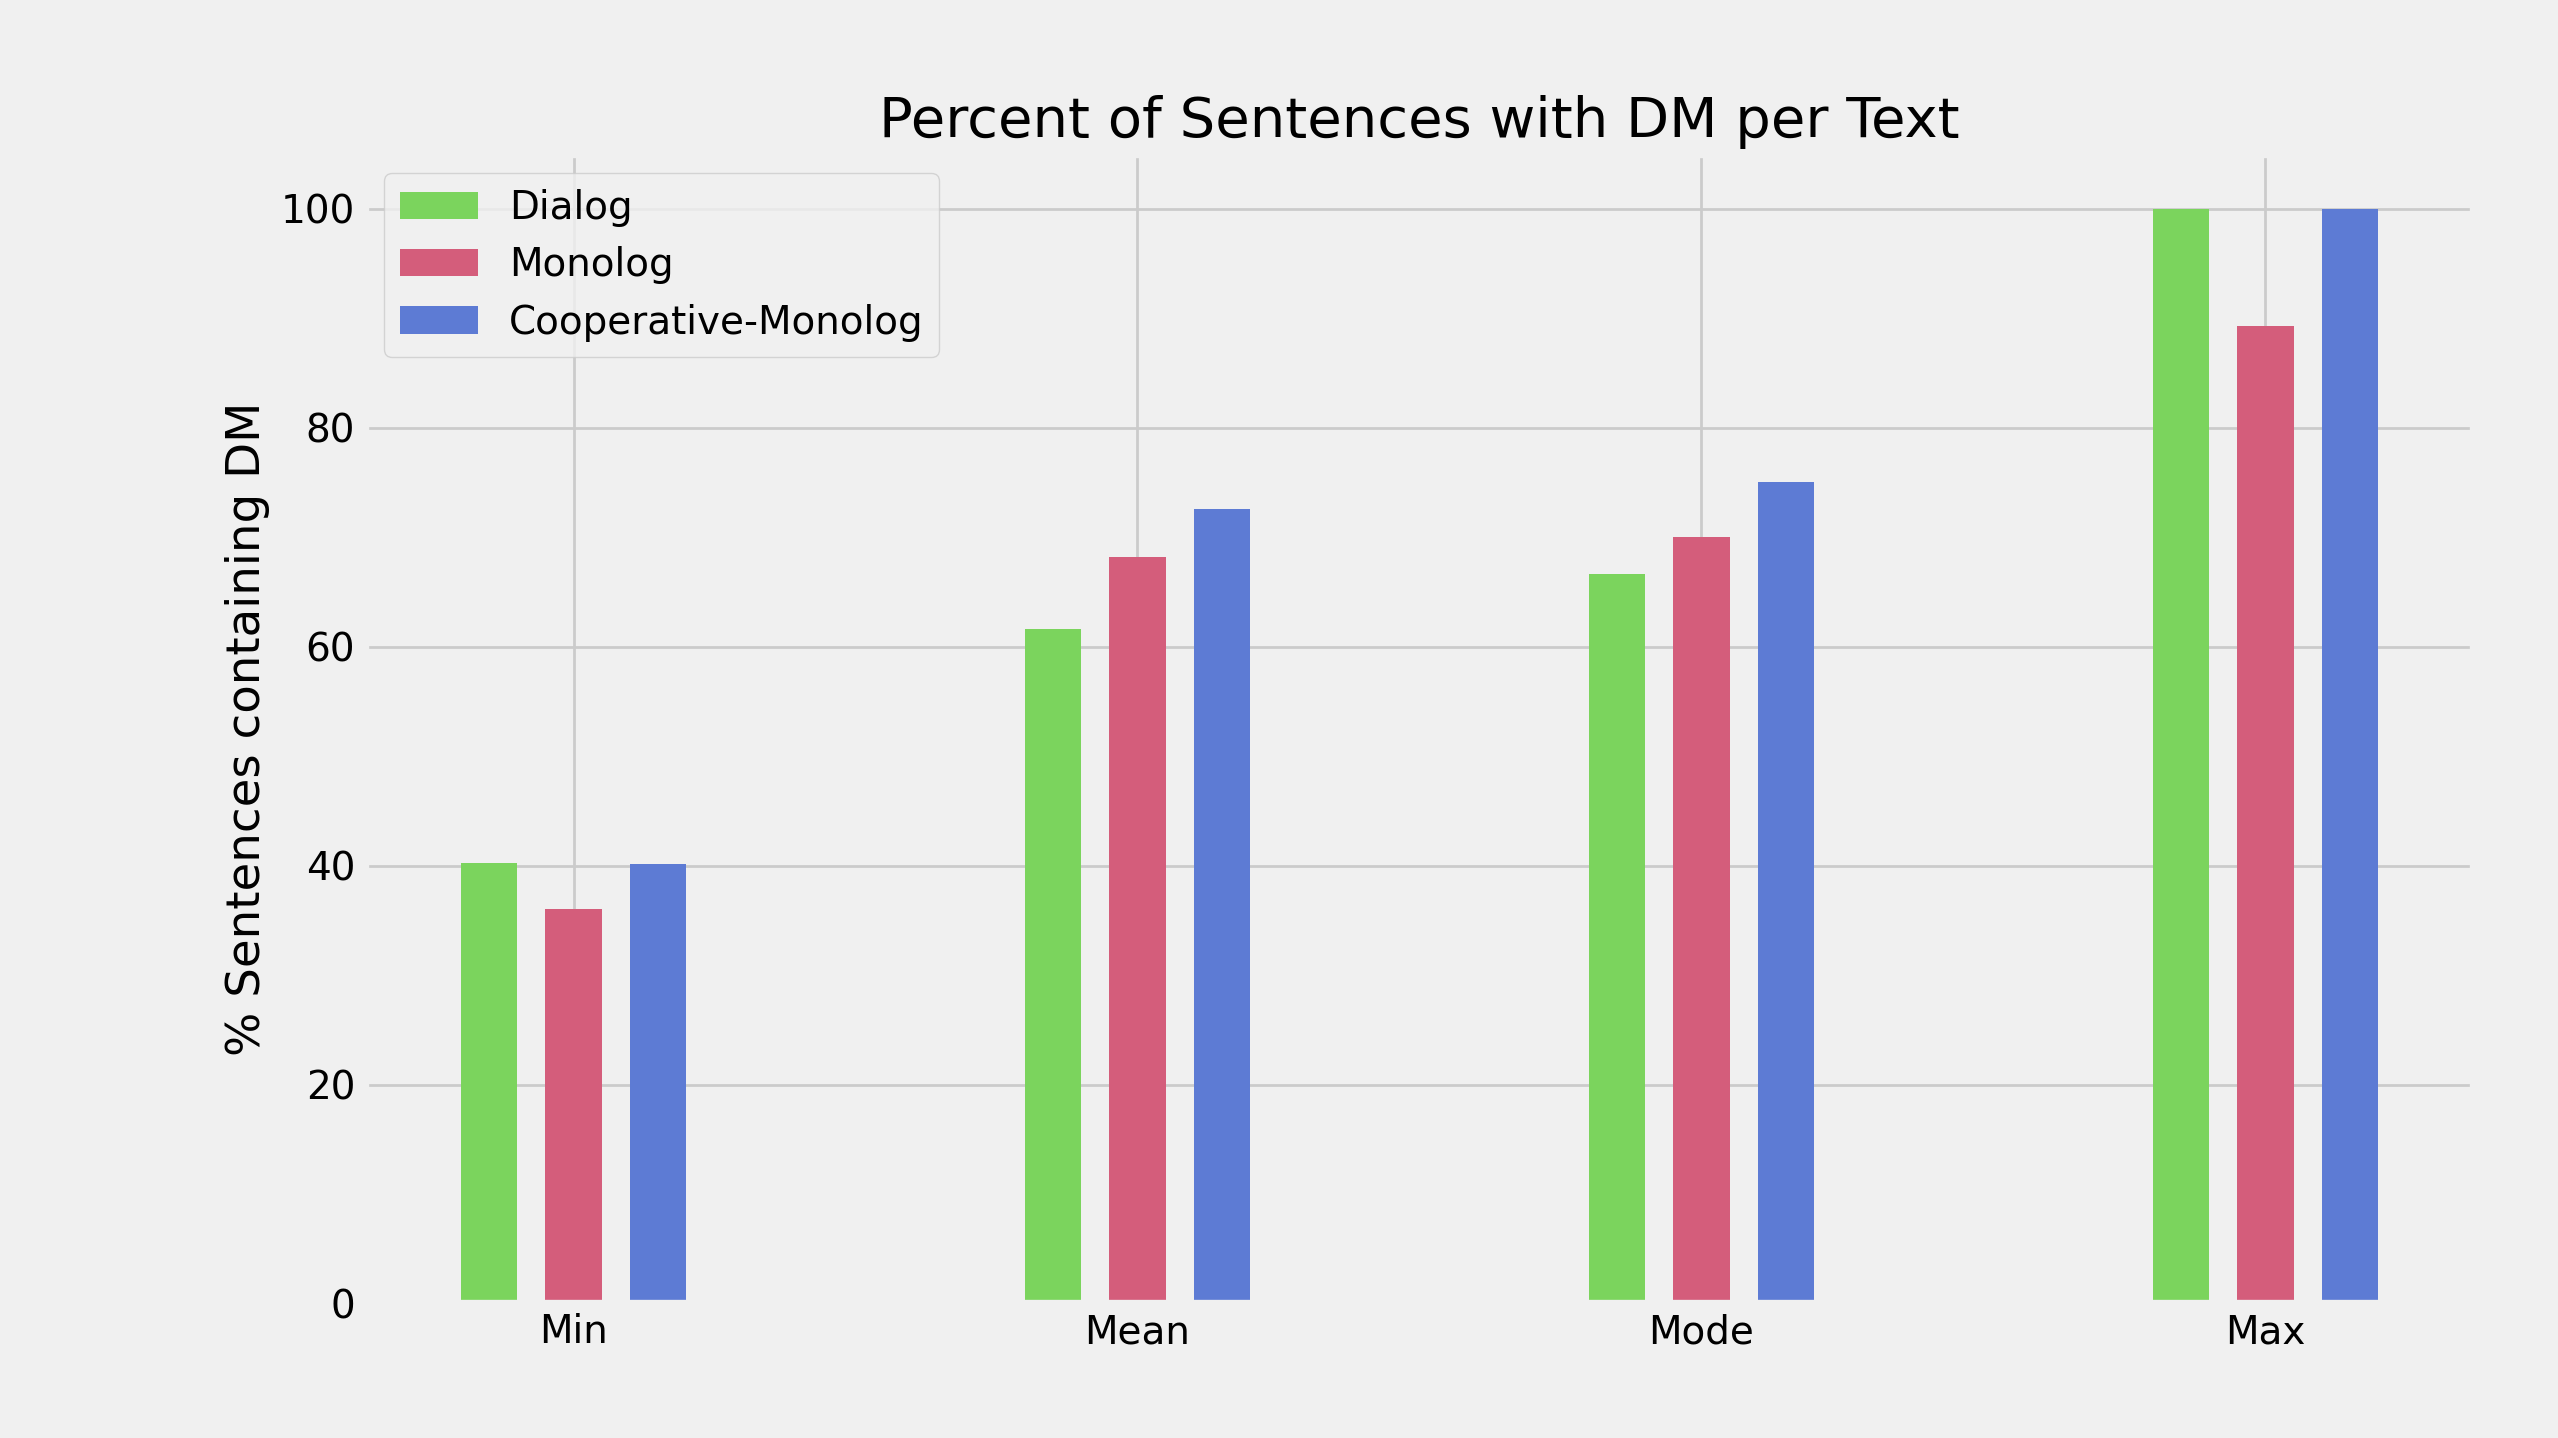 Percent of Sentences with DM per Text
Dialog
Monolog
Cooperative-Monolog
% Sentences containing DM
100
80
60
40
20
0
Min
Mean
Mode
Max